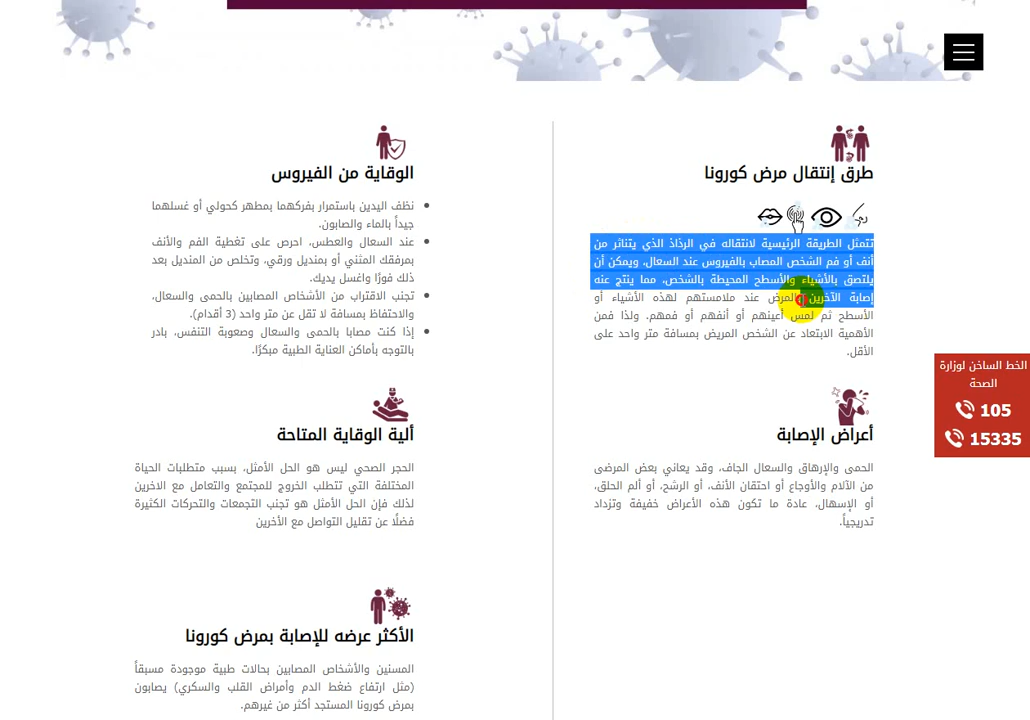 طرق إنتقال مرض كورونا
تتمثل الطريقة الرئيسية لانتقاله في الرذاذ الذي يتناثر من
أنف أو فم الشخص المصاب بالفيروس عند السعال، ويمكن أن
يلتصق بالأشياء والأسطح المحيطة بالشخص، مما ينتج عنه
إصابة الآخرين بالمرض عند ملامستهم لهذه الأشياء أو
الأسطح ثم لمس أعينهم أو أنفهم أو فمهم. ولذا فمن
الأهمية الابتعاد عن الشخص المريض بمسافة متر واحد على
الأقل.
أعراض الإصابة
الحمى والإرهاق والسعال الجاف، وقد يعاني بعض المرضى
من الآلام والأوجاع أو احتقان الأنف، أو الرشح، أو ألم الحلق،
أو الإسهال، عادة ما تكون هذه الأعراض خفيفة وتزداد
تدريجياً.
الوقاية من الفيروس
نظف اليدين باستمرار بفركهما بمطهر كحولي أو غسلهما
جيداً بالماء والصابون.
عند السعال والعطس، احرص على تغطية الفم والأنف
بمرفقك المثني أو بمنديل ورقي، وتخلص من المنديل بعد
ذلك فورًا واغسل يديك.
تجنب الاقتراب من الأشخاص المصابين بالحمى والسعال،
والاحتفاظ بمسافة لا تقل عن متر واحد (3 أقدام).
إذا كنت مصابا بالحمى والسعال وصعوبة التنفس، بادر
بالتوجه بأماكن العناية الطبية مبكرًا.
ألية الوقاية المتاحة
الحجر الصحي ليس هو الحل الأمثل، بسبب متطلبات الحياة
المختلفة التي تتطلب الخروج للمجتمع والتعامل مع الاخرين
لذلك فإن الحل الأمثل هو تجنب التجمعات والتحركات الكثيرة
فضلًا عن تقليل التواصل مع الأخرين
الأكثر عرضه للإصابة بمرض كورونا
المسنين والأشخاص المصابين بحالات طبية موجودة مسبقاً
(مثل ارتفاع ضغط الدم وأمراض القلب والسكري) يصابون
بمرض كورونا المستجد أكثر من غيرهم.
الخط الساخن لوزارة
الصحة
105
15335